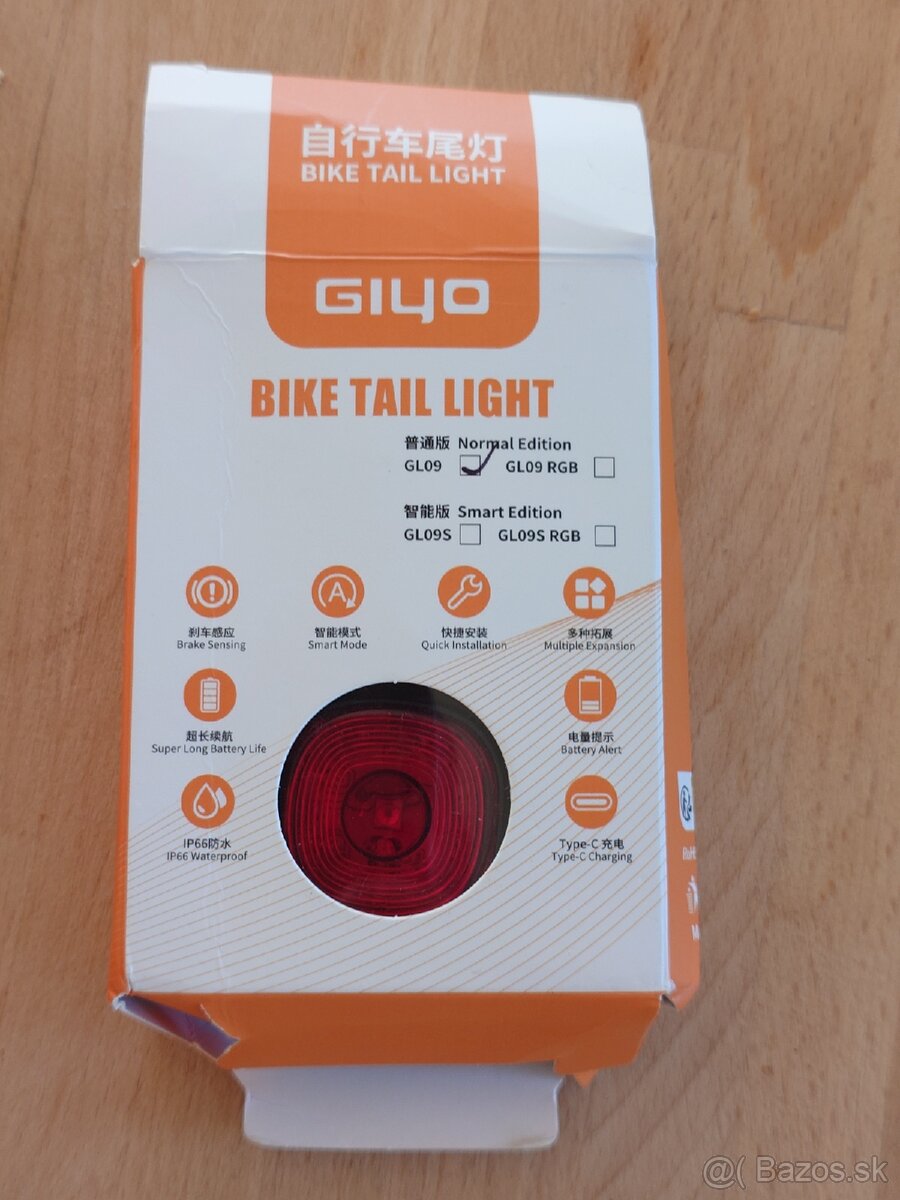 自行车尾灯
BIKE TAIL LIGHT
GIYO
BIKE TAIL LIGHT
普通版 Normal Edition
GL09 GL09 RGB
智能版 Smart Edition
GL09S GL09S RGB
刹车感应
Brake Sensing
智能模式
Smart Mode
快捷安装
Quick Installation
多种拓展
Multiple Expansion
超长续航
Super Long Battery Life
电量提示
Battery Alert
IP66防水
IP66 Waterproof
Type-C 充电
Type-C Charging
@( Bazos.sk